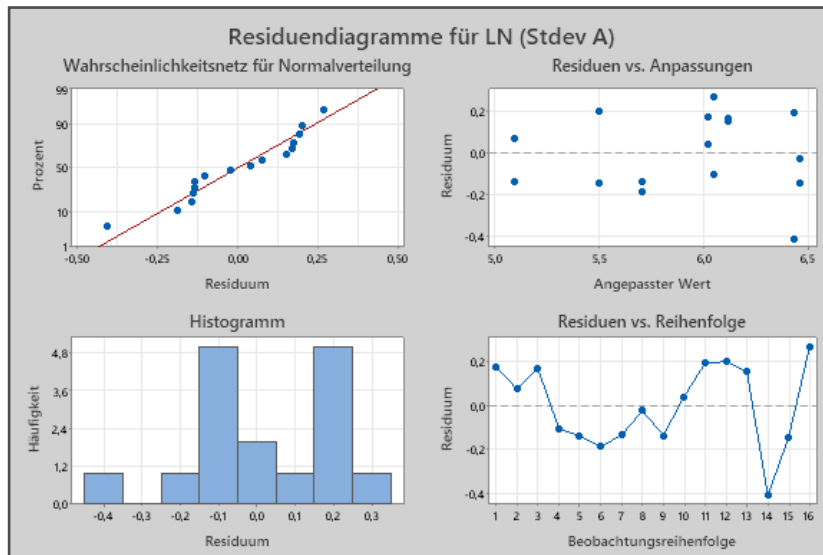 Residuendiagramme für LN (Stdev A)
Wahrscheinlichkeitsnetz für Normalverteilung
99
90
50
10
1
Prozent
-0,50 -0,25 0,00 0,25 0,50
Residuum
Residuen vs. Anpassungen
0,2
0,0
-0,2
-0,4
Residuum
5,0 5,5 6,0 6,5
Angepasster Wert
Histogramm
4,8
3,6
2,4
1,2
0,0
Häufigkeit
-0,4 -0,3 -0,2 -0,1 0,0 0,1 0,2 0,3
Residuum
Residuen vs. Reihenfolge
0,2
0,0
-0,2
-0,4
Residuum
1 2 3 4 5 6 7 8 9 10 11 12 13 14 15 16
Beobachtungsreihenfolge